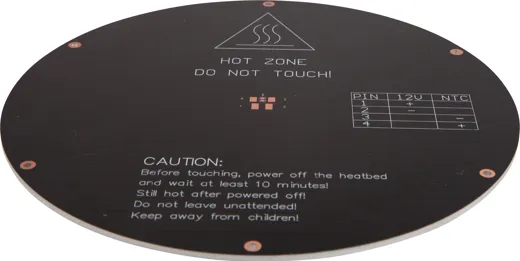 HOT ZONE
DO NOT TOUCH!
PIN 12V NTC
1 +
2 -
3
4 +
CAUTION:
Before touching, power off the heatbed
and wait at least 10 minutes!
Still hot after powered off!
Do not leave unattended!
Keep away from children!